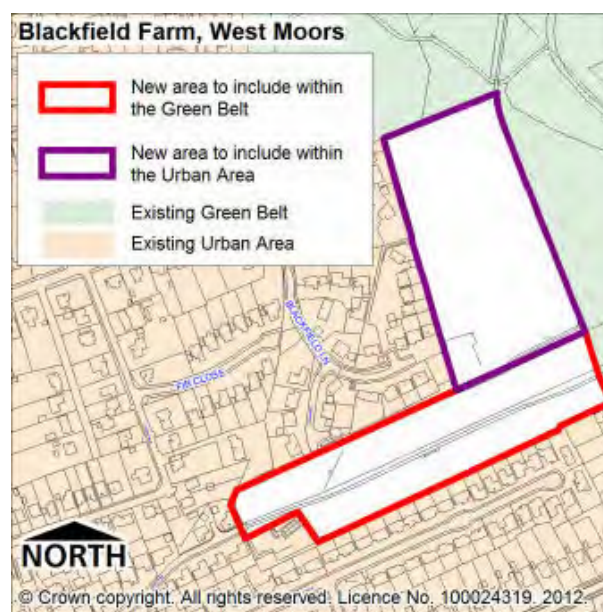 Blackfield Farm, West Moors
New area to include within
the Green Belt
New area to include within
the Urban Area
Existing Green Belt
Existing Urban Area
BLACKFIELD LN
FIR CLOSE
NORTH
© Crown copyright. All rights reserved. Licence No. 100024319. 2012.